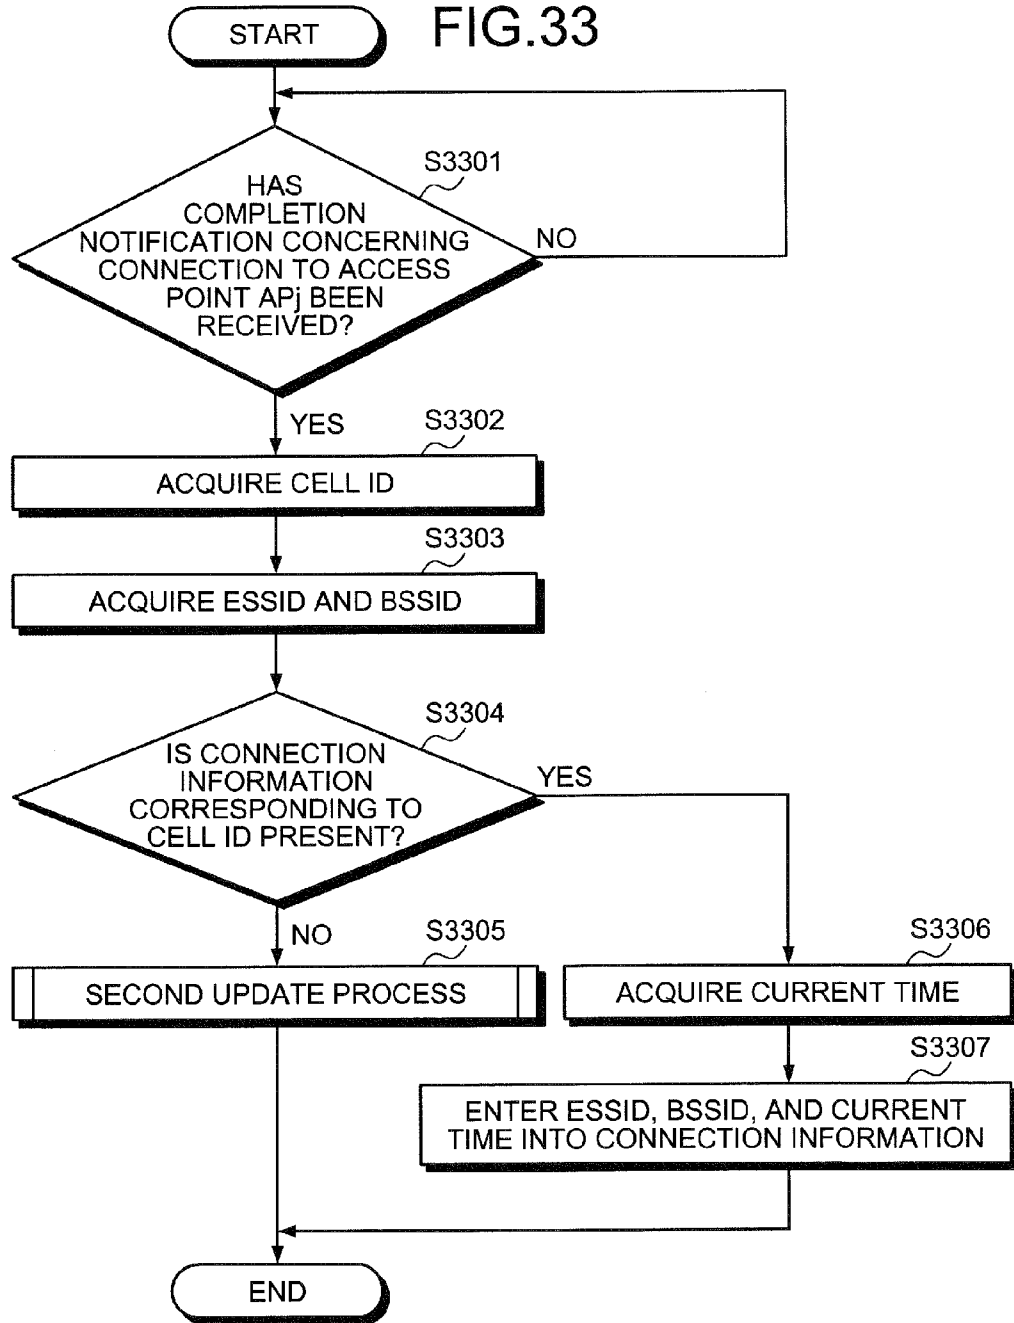 FIG.33
START
S3301
HAS
COMPLETION
NOTIFICATION CONCERNING
CONNECTION TO ACCESS
POINT APj BEEN
RECEIVED?
NO
YES
S3302
ACQUIRE CELL ID
S3303
ACQUIRE ESSID AND BSSID
S3304
IS CONNECTION
INFORMATION
CORRESPONDING TO
CELL ID PRESENT?
YES
NO
S3305
SECOND UPDATE PROCESS
S3306
ACQUIRE CURRENT TIME
S3307
ENTER ESSID, BSSID, AND CURRENT
TIME INTO CONNECTION INFORMATION
END